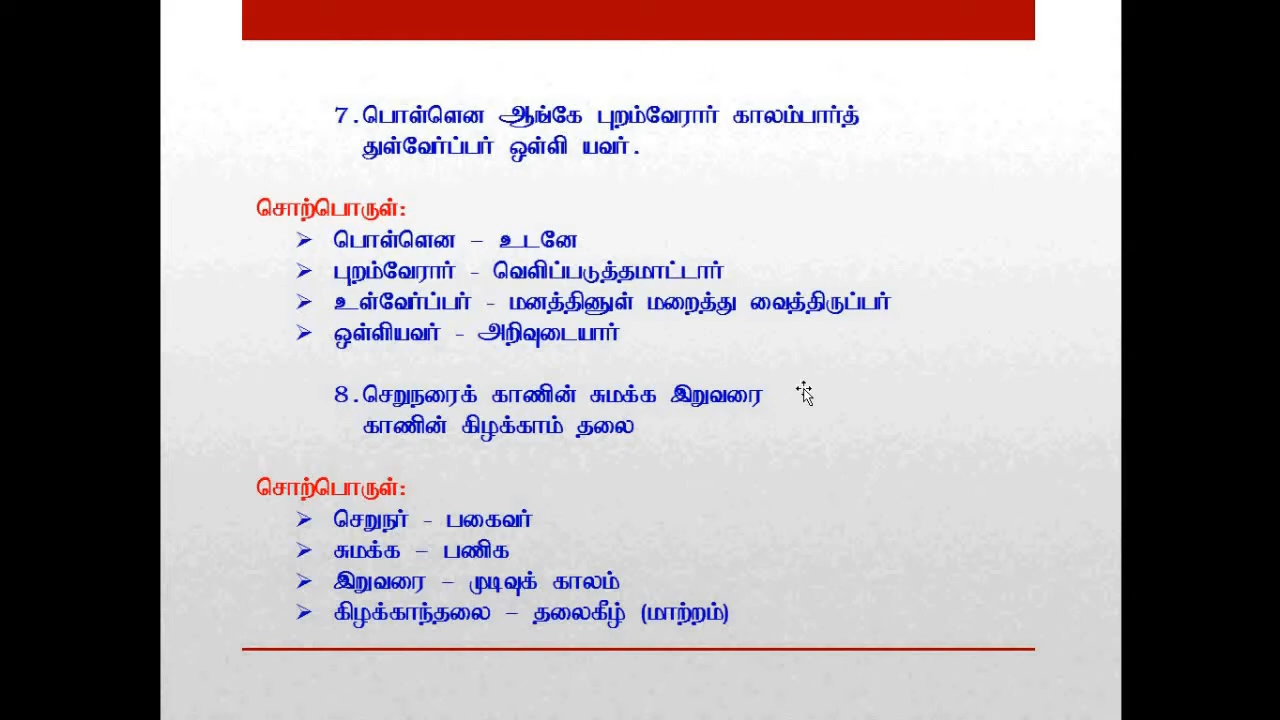 7.பொள்ளென ஆங்கே புறம்வேரார் காலம்பார்த்
துள்வேர்ப்பர் ஒள்ளி யவர்.
சொற்பொருள்:
➢ பொள்ளென – உடனே
➢ புறம்வேரார் - வெளிப்படுத்தமாட்டார்
➢ உள்வேர்ப்பர் - மனத்தினுள் மறைத்து வைத்திருப்பர்
➢ ஒள்ளியவர் - அறிவுடையார்
8.செறுநரைக் காணின் சுமக்க இறுவரை
காணின் கிழக்காம் தலை
சொற்பொருள்:
➢ செறுநர் - பகைவர்
➢ சுமக்க – பணிக
➢ இறுவரை – முடிவுக் காலம்
➢ கிழக்காந்தலை – தலைகீழ் (மாற்றம்)